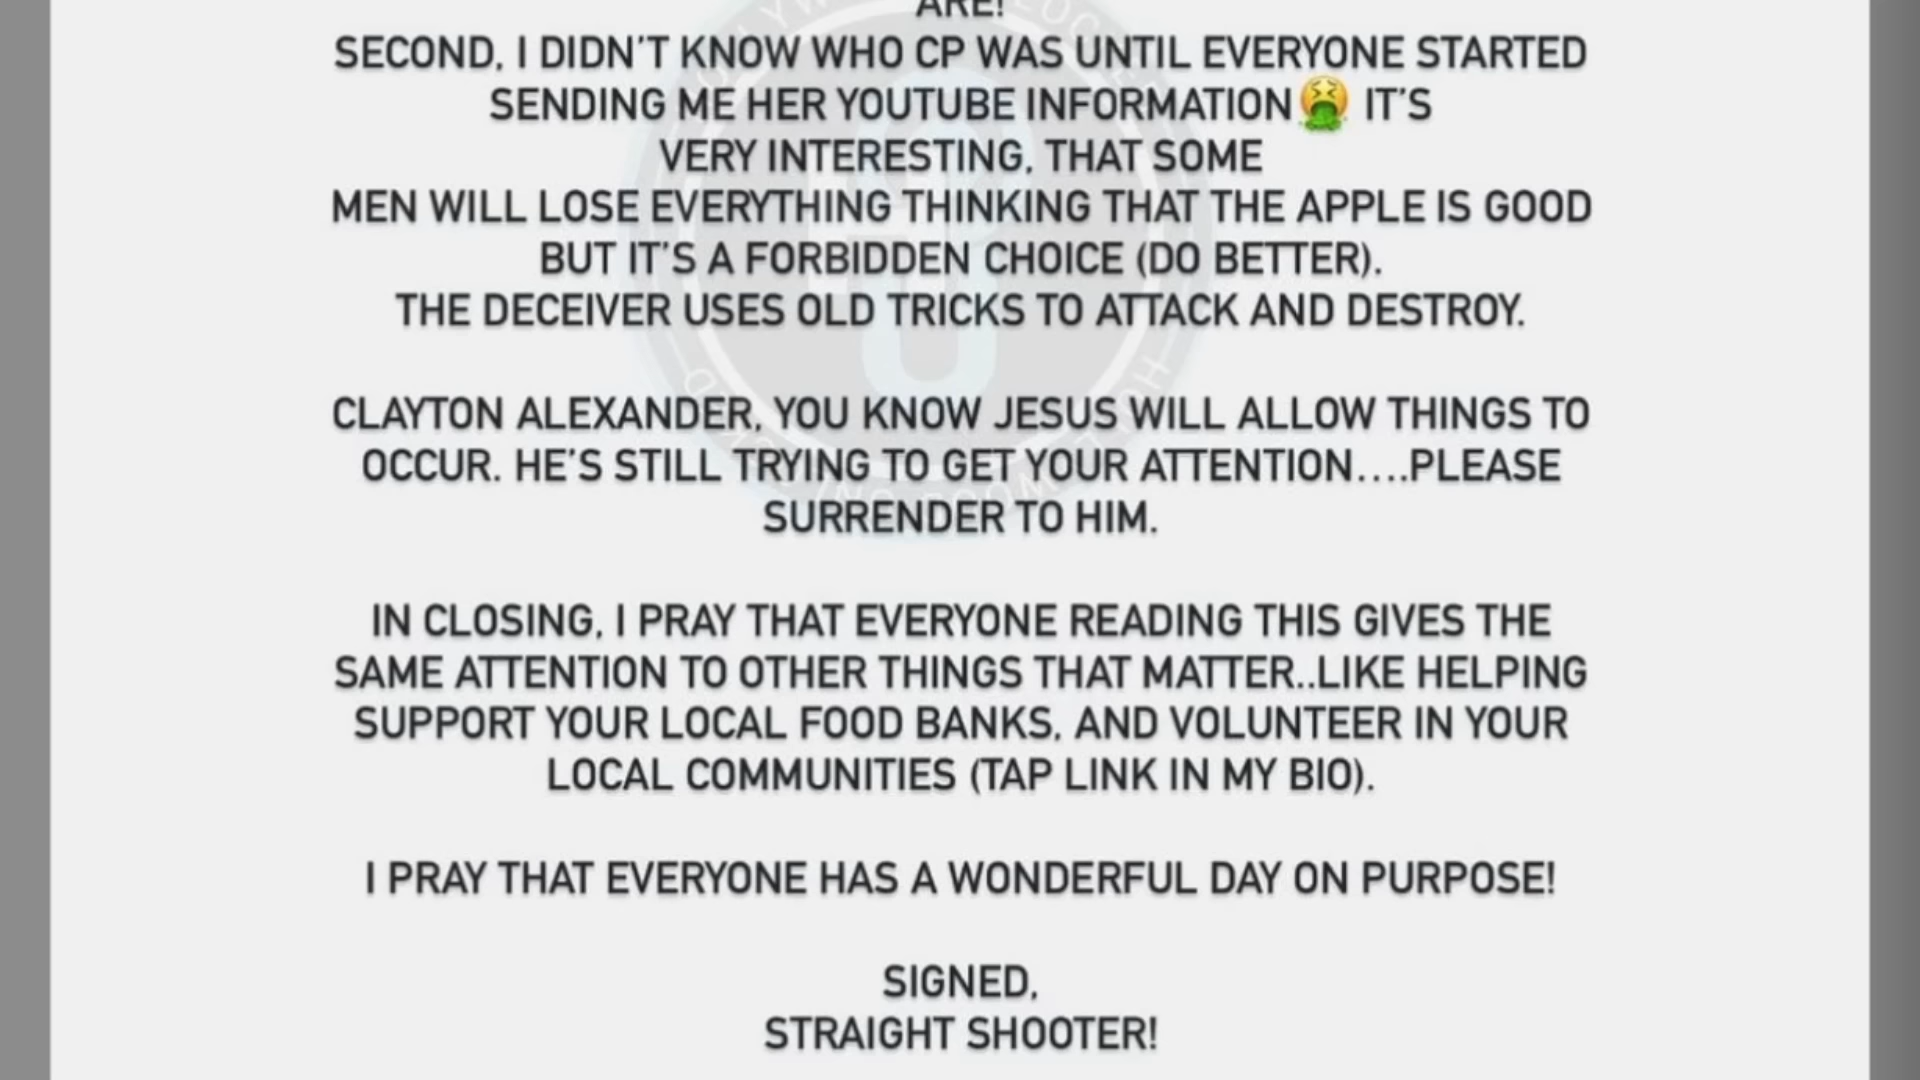 ARE!
SECOND, I DIDN'T KNOW WHO CP WAS UNTIL EVERYONE STARTED
SENDING ME HER YOUTUBE INFORMATION🤮 IT'S
VERY INTERESTING, THAT SOME
MEN WILL LOSE EVERYTHING THINKING THAT THE APPLE IS GOOD
BUT IT'S A FORBIDDEN CHOICE (DO BETTER).
THE DECEIVER USES OLD TRICKS TO ATTACK AND DESTROY.
CLAYTON ALEXANDER, YOU KNOW JESUS WILL ALLOW THINGS TO
OCCUR. HE'S STILL TRYING TO GET YOUR ATTENTION....PLEASE
SURRENDER TO HIM.
IN CLOSING, I PRAY THAT EVERYONE READING THIS GIVES THE
SAME ATTENTION TO OTHER THINGS THAT MATTER..LIKE HELPING
SUPPORT YOUR LOCAL FOOD BANKS, AND VOLUNTEER IN YOUR
LOCAL COMMUNITIES (TAP LINK IN MY BIO).
I PRAY THAT EVERYONE HAS A WONDERFUL DAY ON PURPOSE!
SIGNED,
STRAIGHT SHOOTER!